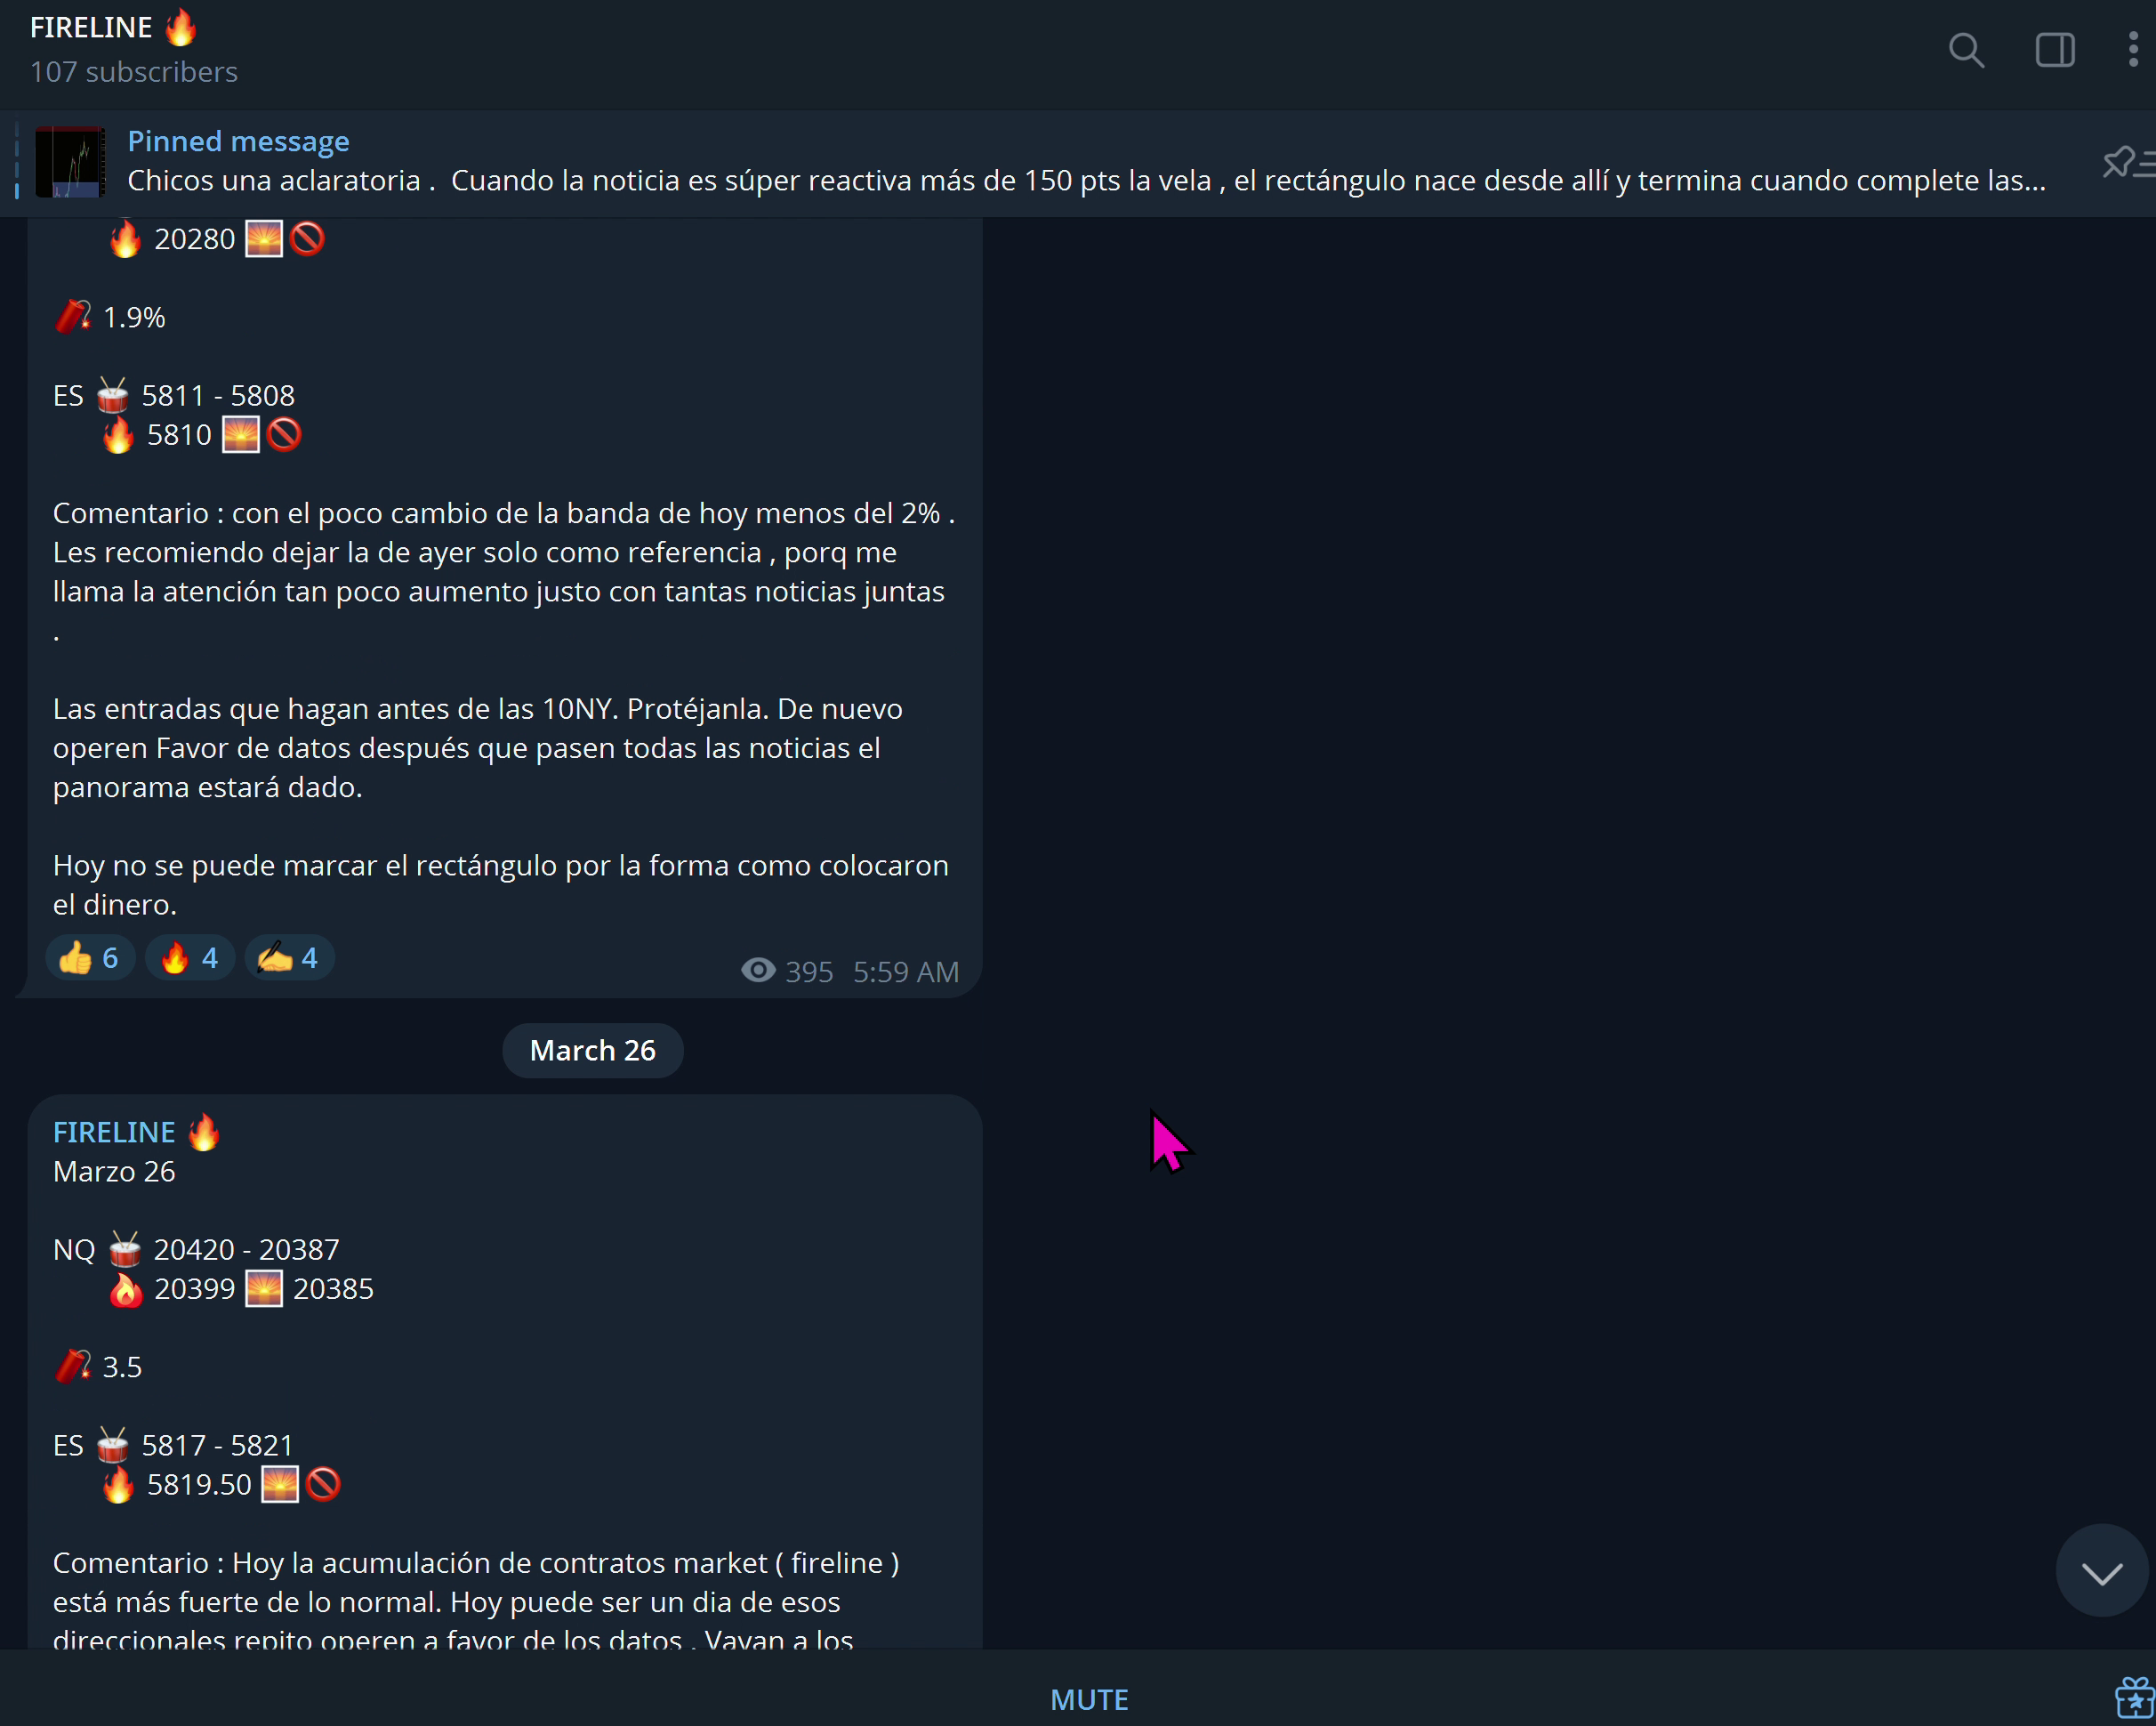 FIRELINE 🔥
107 subscribers
Pinned message
Chicos una aclaratoria .  Cuando la noticia es súper reactiva más de 150 pts la vela , el rectángulo nace desde allí y termina cuando complete las...
🔥 20280 🌅🚫
🧨 1.9%
ES 🥁 5811 - 5808
🔥 5810 🌅🚫
Comentario : con el poco cambio de la banda de hoy menos del 2% .
Les recomiendo dejar la de ayer solo como referencia , porq me
llama la atención tan poco aumento justo con tantas noticias juntas
.
Las entradas que hagan antes de las 10NY. Protéjanla. De nuevo
operen Favor de datos después que pasen todas las noticias el
panorama estará dado.
Hoy no se puede marcar el rectángulo por la forma como colocaron
el dinero.
👍 6 🔥 4 ✍️ 4
395 5:59 AM
March 26
FIRELINE 🔥
Marzo 26
NQ 🥁 20420 - 20387
🔥 20399 🌅 20385
🧨 3.5
ES 🥁 5817 - 5821
🔥 5819.50 🌅🚫
Comentario : Hoy la acumulación de contratos market ( fireline )
está más fuerte de lo normal. Hoy puede ser un dia de esos
direccionales repito operen a favor de los datos . Vayan a los
MUTE